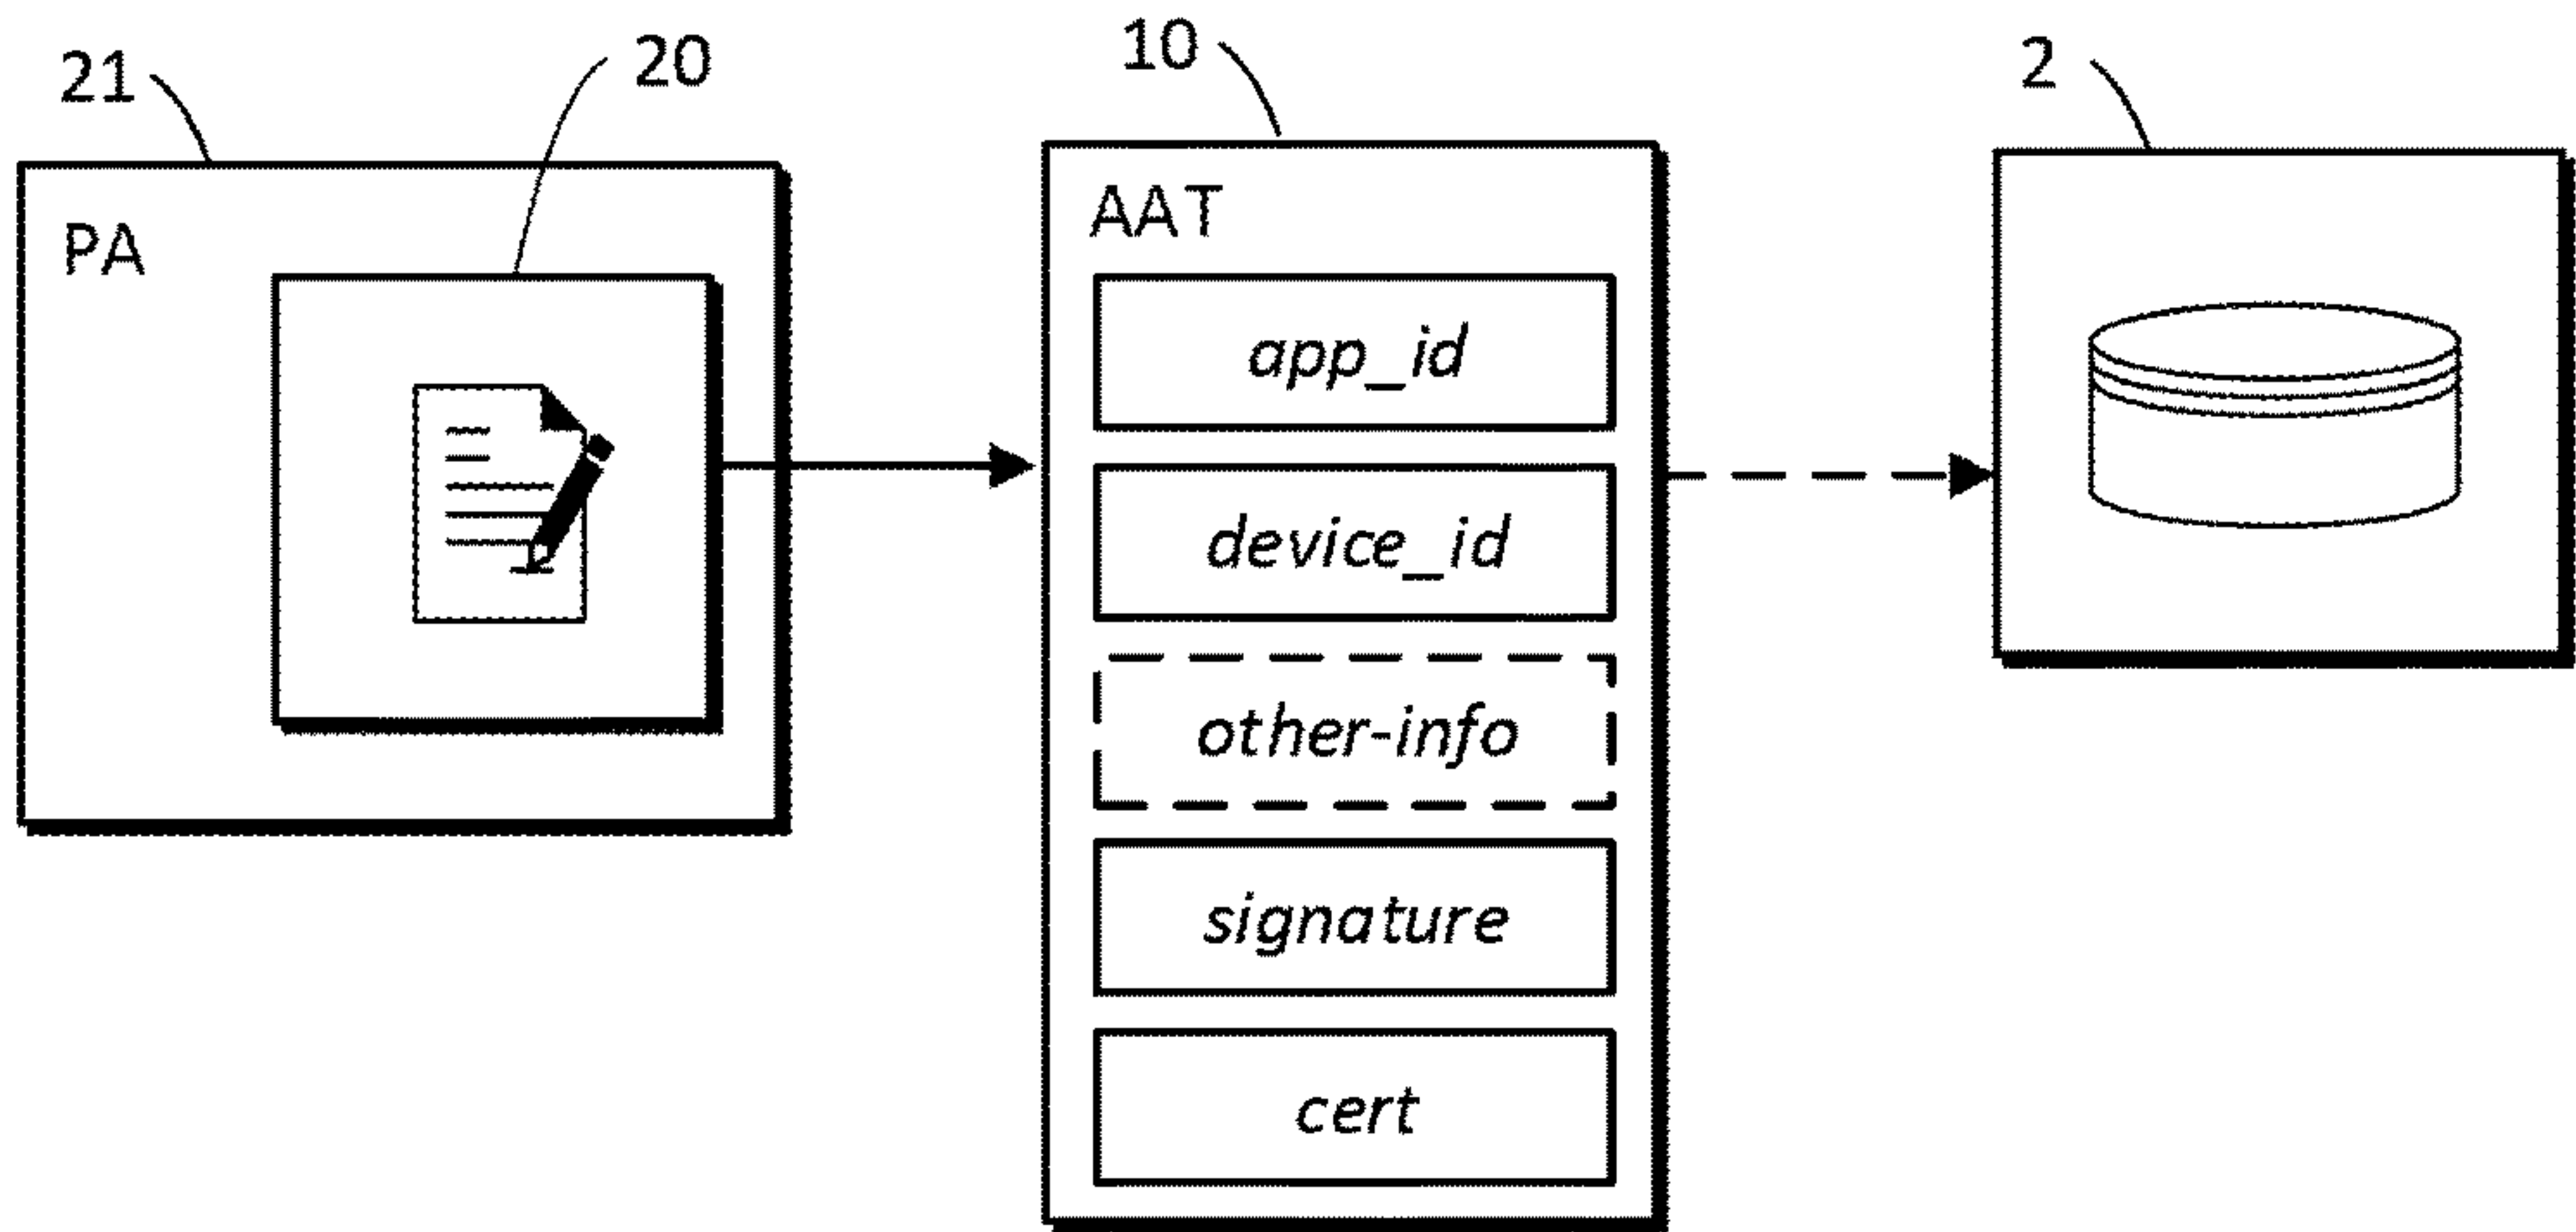 21
20
10
2
PA
AAT
app_id
device_id
other-info
signature
cert